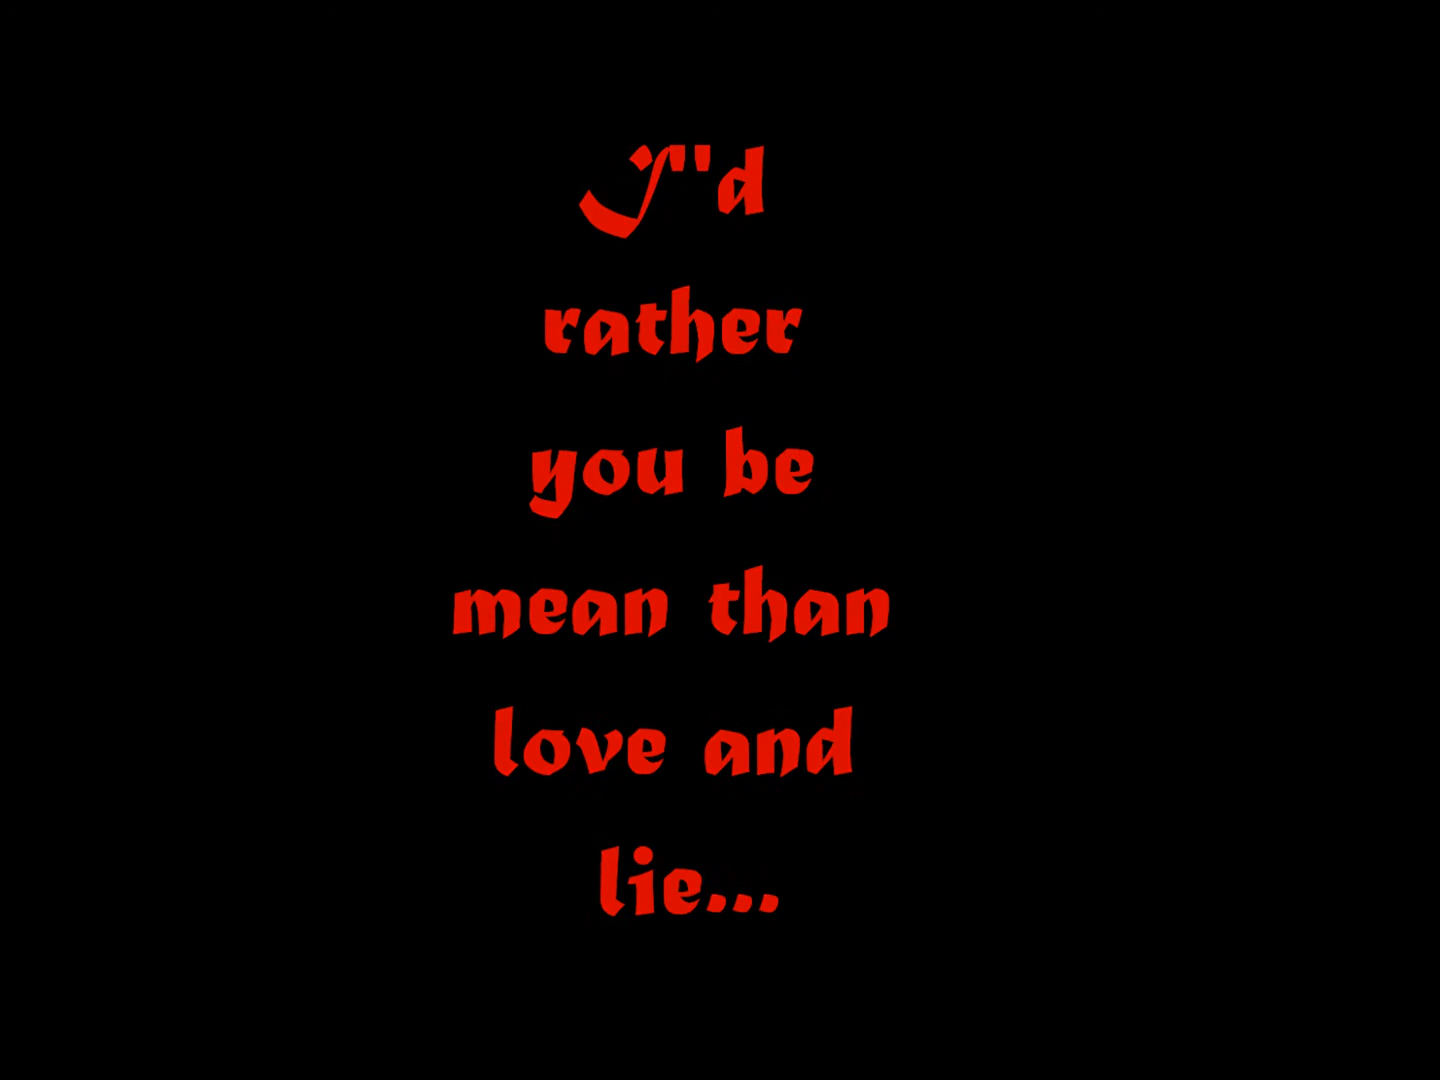 I"d
rather
you be
mean than
love and
lie...